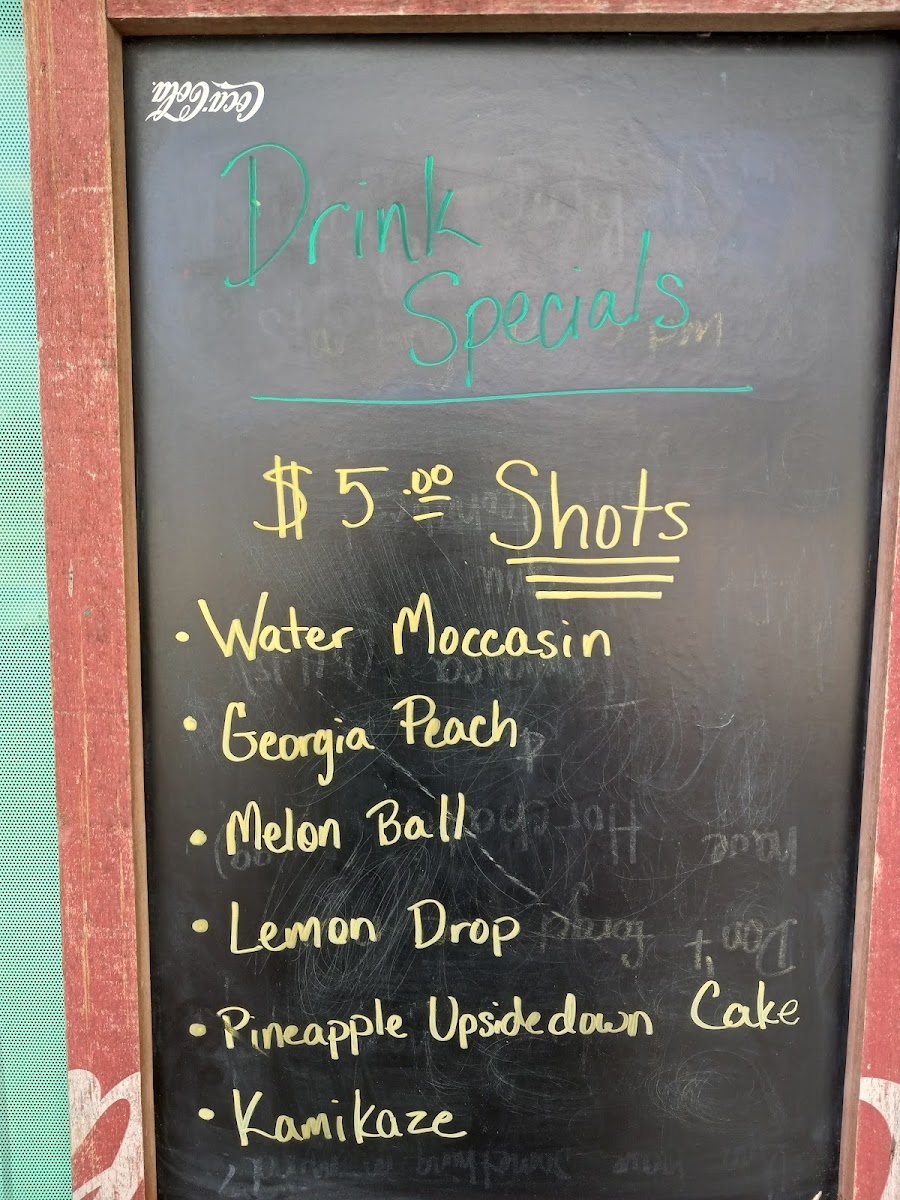 Coca-Cola
Drink
Specials
$5.00 Shots
• Water Moccasin
• Georgia Peach
• Melon Ball
• Lemon Drop
• Pineapple Upsidedown Cake
• Kamikaze